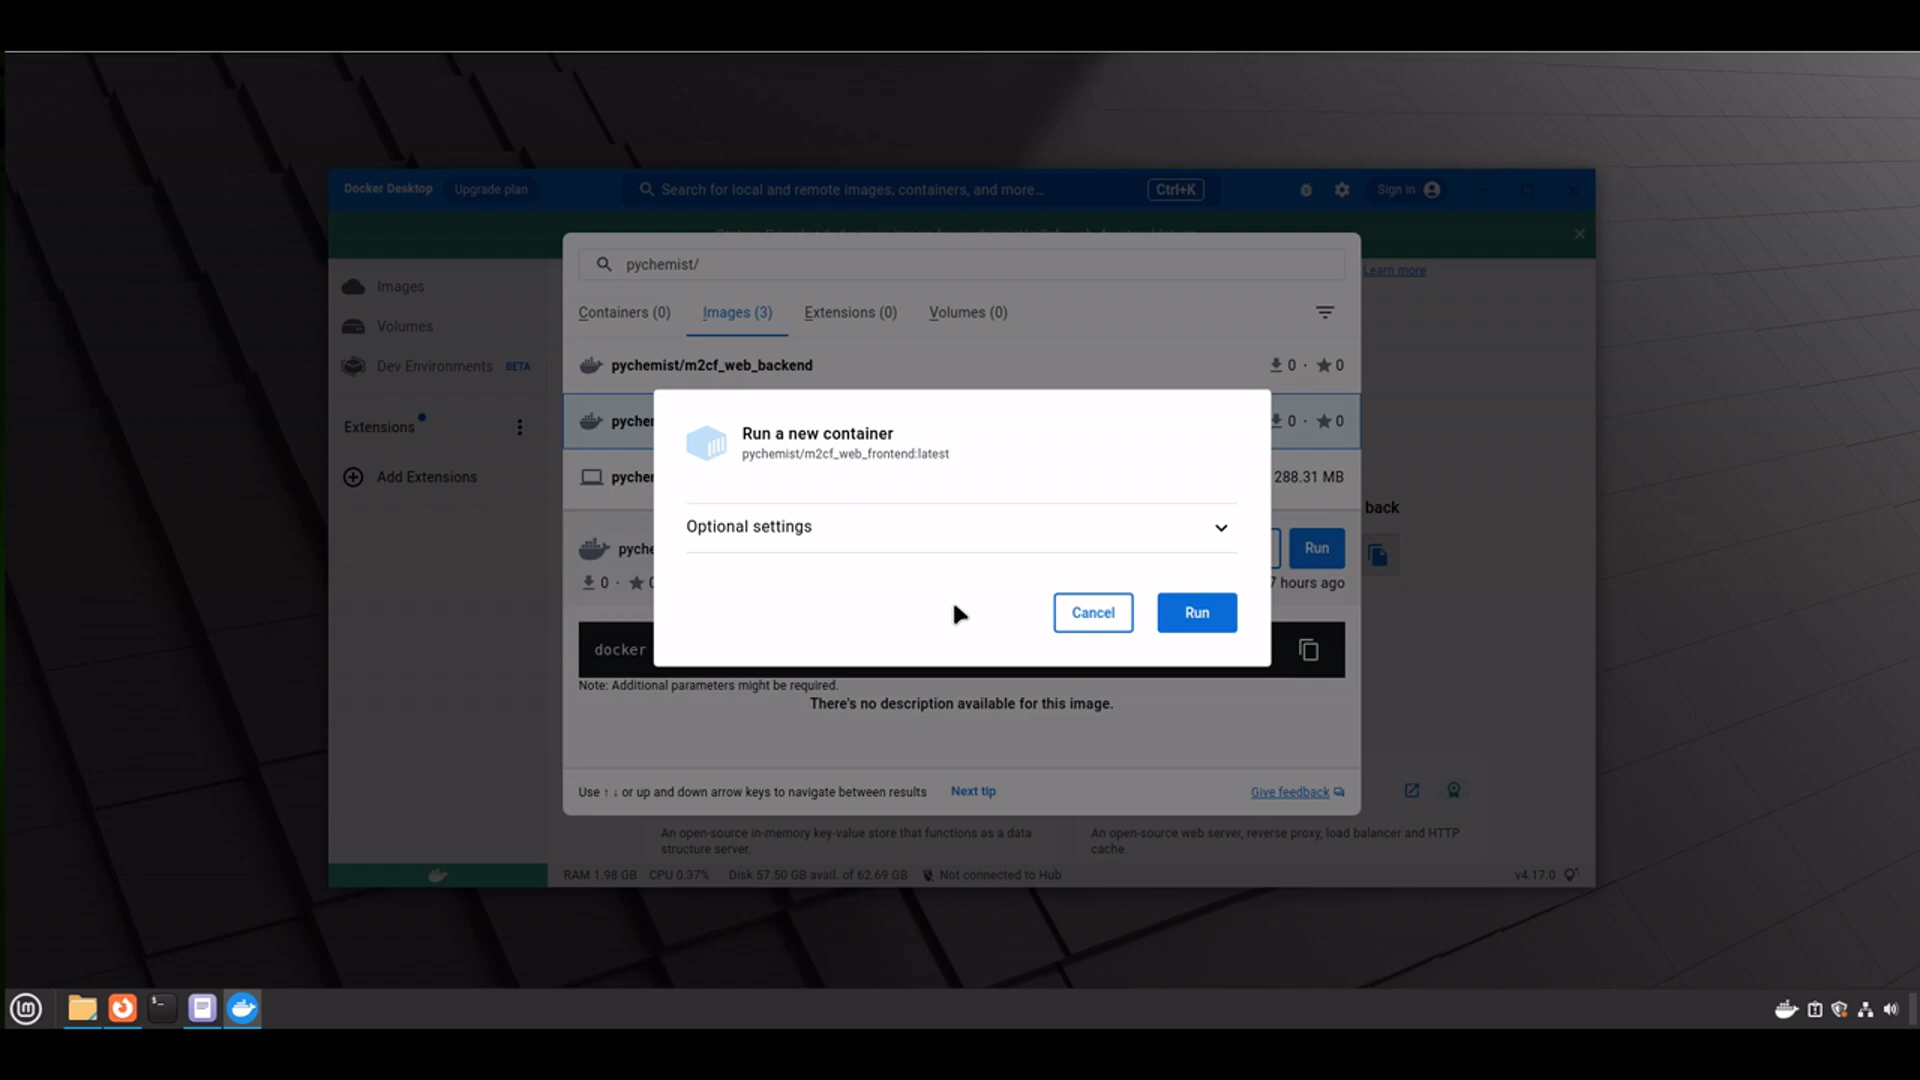 Docker Desktop Upgrade plan Search for local and remote images, containers, and more... Ctrl+K Sign in
pychemist/
Learn more
Images
Containers (0) Images (3) Extensions (0) Volumes (0)
Volumes
Dev Environments BETA
pychemist/m2cf_web_backend 0 · 0
Extensions
0 · 0
Run a new container
pychemist/m2cf_web_frontend:latest
Add Extensions
288.31 MB
back
Optional settings
Run
0 ·
hours ago
Cancel Run
docker
Note: Additional parameters might be required.
There's no description available for this image.
Use ↑ ↓ or up and down arrow keys to navigate between results Next tip Give feedback
An open-source in-memory key-value store that functions as a data
structure server.
An open-source web server, reverse proxy, load balancer and HTTP
cache.
RAM 1.98 GB CPU 0.37% Disk 57.50 GB avail. of 62.69 GB Not connected to Hub v4.17.0